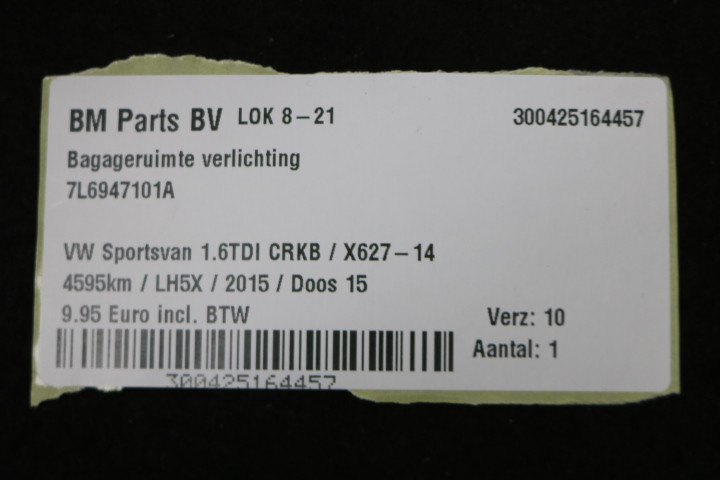 BM Parts BV LOK 8-21 300425164457
Bagageruimte verlichting
7L6947101A
VW Sportsvan 1.6TDI CRKB / X627-14
4595km / LH5X / 2015 / Doos 15
9.95 Euro incl. BTW Verz: 10
Aantal: 1
300425164457